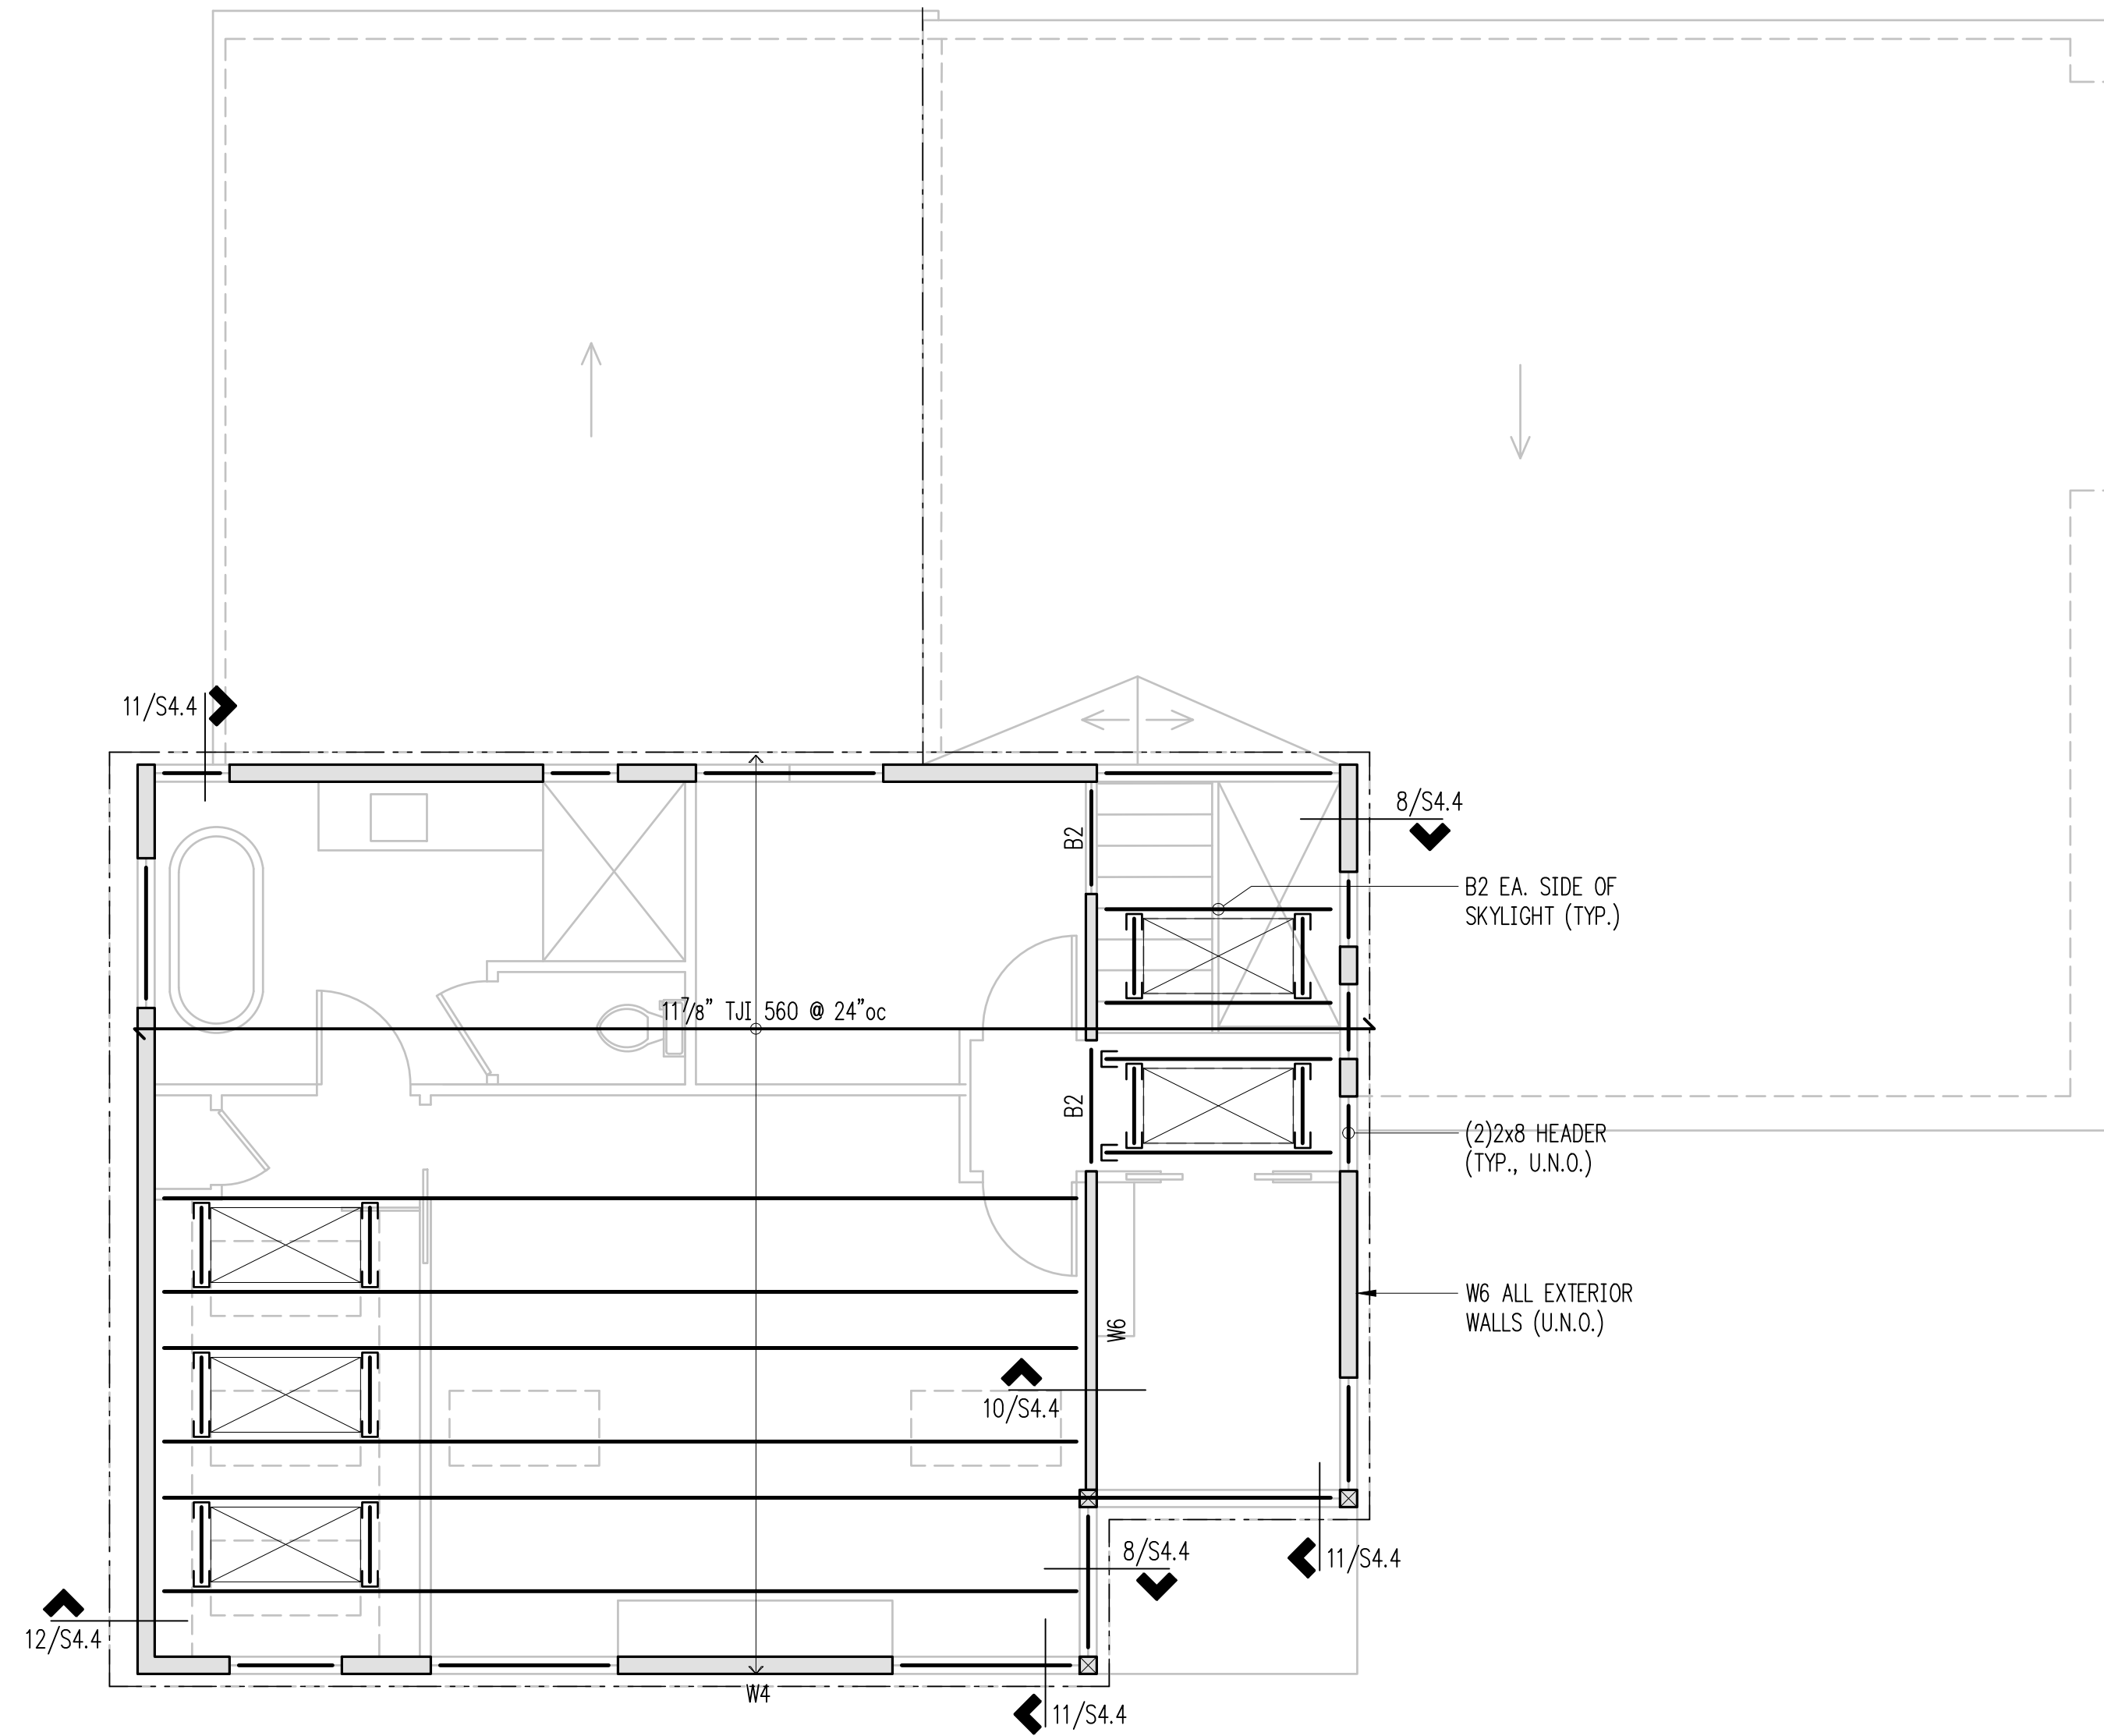 11/S4.4
8/S4.4
B2
B2 EA. SIDE OF
SKYLIGHT (TYP.)
11 7/8" TJI 560 @ 24"oc
B2
(2)2x8 HEADER
(TYP., U.N.O.)
W6 ALL EXTERIOR
WALLS (U.N.O.)
W6
10/S4.4
8/S4.4
11/S4.4
12/S4.4
W4
11/S4.4